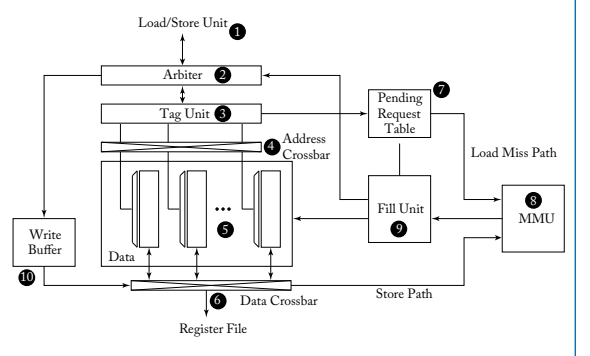 Load/Store Unit
1
Arbiter 2
Tag Unit 3
4 Address
Crossbar
7
Pending
Request
Table
Load Miss Path
8
MMU
Fill Unit
9
•••
5
Data
Write
Buffer
10
6 Data Crossbar
Store Path
Register File